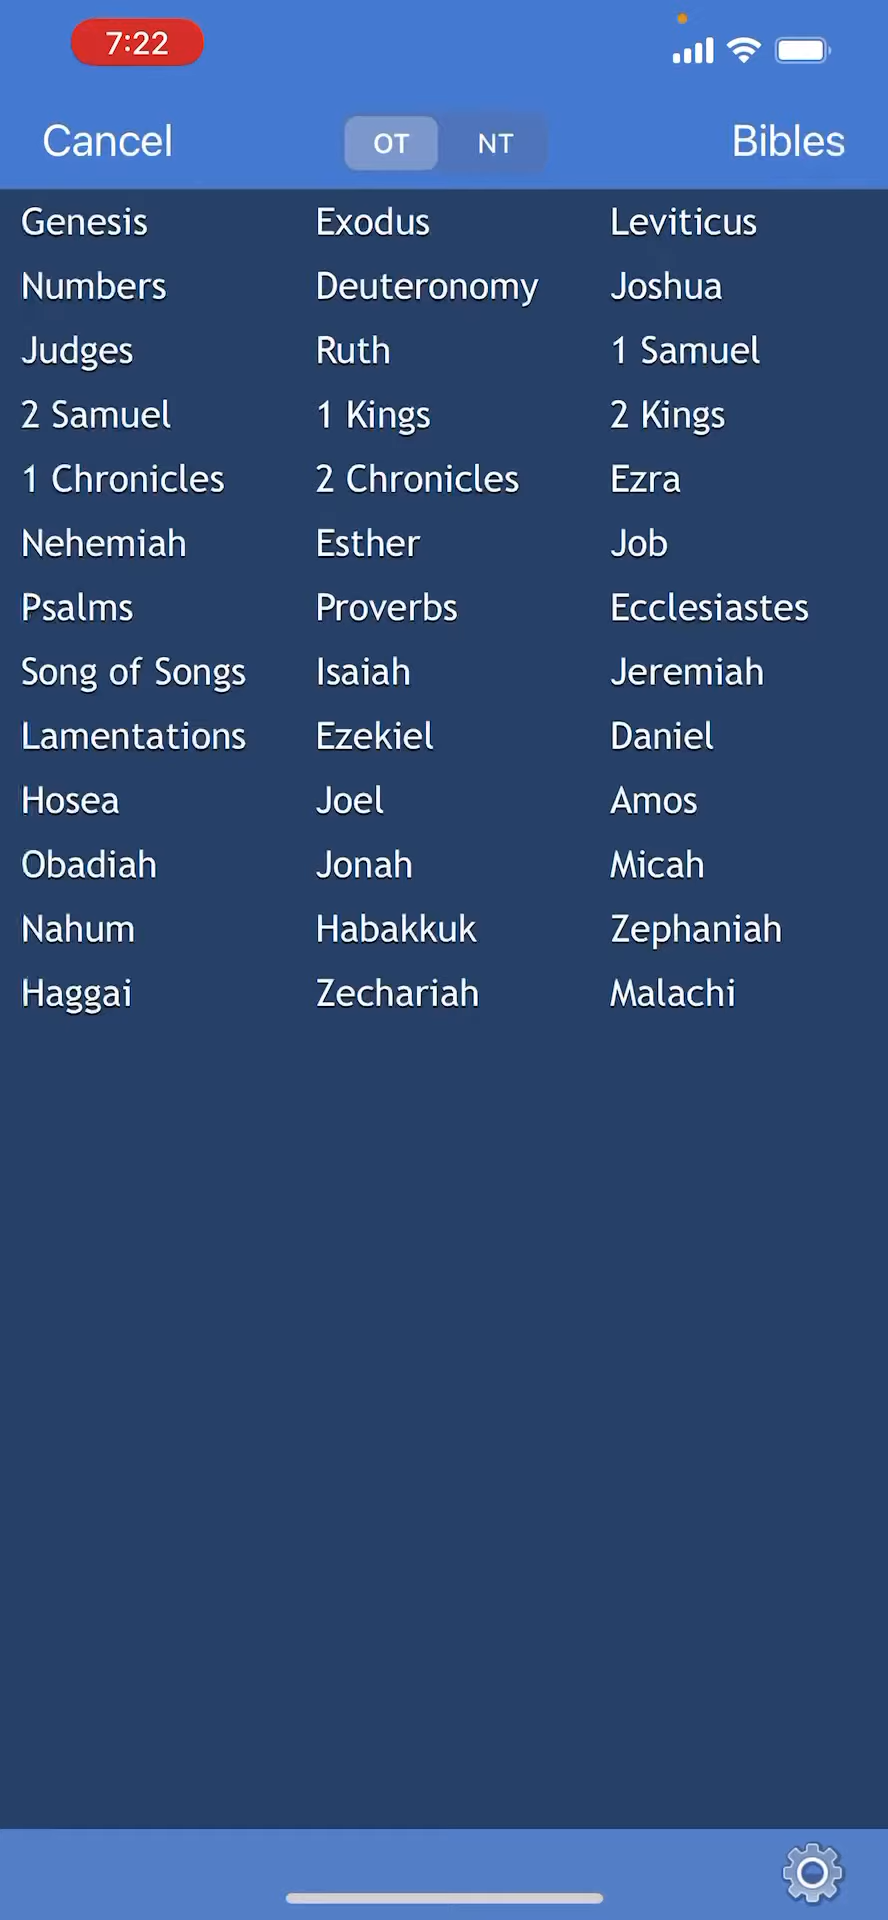 7:22
Cancel OT NT Bibles
Genesis Exodus Leviticus
Numbers Deuteronomy Joshua
Judges Ruth 1 Samuel
2 Samuel 1 Kings 2 Kings
1 Chronicles 2 Chronicles Ezra
Nehemiah Esther Job
Psalms Proverbs Ecclesiastes
Song of Songs Isaiah Jeremiah
Lamentations Ezekiel Daniel
Hosea Joel Amos
Obadiah Jonah Micah
Nahum Habakkuk Zephaniah
Haggai Zechariah Malachi